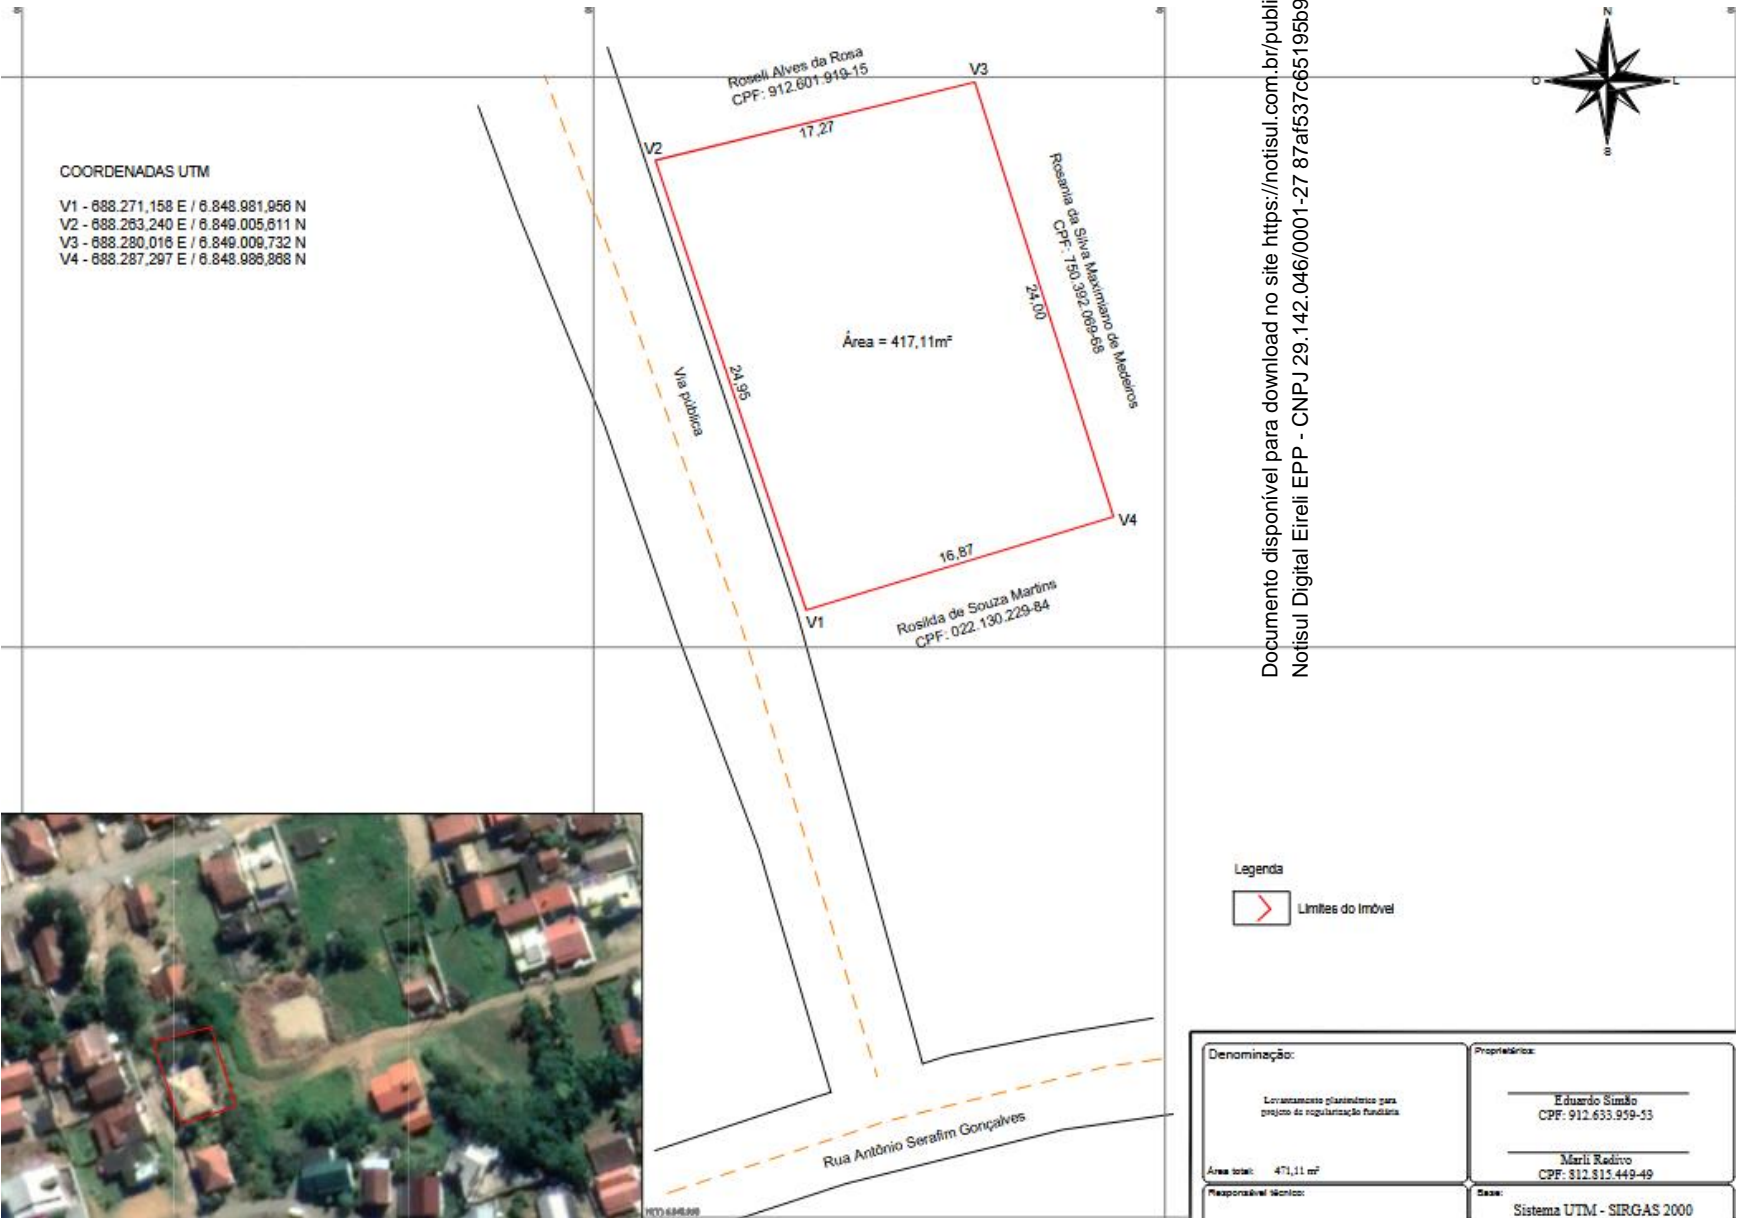 N
O
L
S
Roseli Alves da Rosa
CPF: 912.601.919-15
V3
17,27
V2
COORDENADAS UTM
V1 - 688.271,158 E / 6.848.981,956 N
V2 - 688.263,240 E / 6.849.005,611 N
V3 - 688.280,016 E / 6.849.009,732 N
V4 - 688.287,297 E / 6.848.986,868 N
Rosania da Silva Maximiano de Medeiros
CPF: 750.392.069-68
24,00
Área = 417,11m²
24,95
Via pública
V4
16,87
V1
Rosilda de Souza Martins
CPF: 022.130.229-84
Documento disponível para download no site https://notisul.com.br/publi
Notisul Digital Eireli EPP - CNPJ 29.142.046/0001-27 87af537c65195b9
Legenda
Limites do imóvel
Rua Antônio Serafim Gonçalves
Denominação:
Levantamento planimétrico para
projeto de regularização fundiária
Área total: 471,11 m²
Proprietários:
Eduardo Simão
CPF: 912.633.959-53
Marli Redivo
CPF: 812.815.449-49
Responsável técnico:
Base:
Sistema UTM - SIRGAS 2000